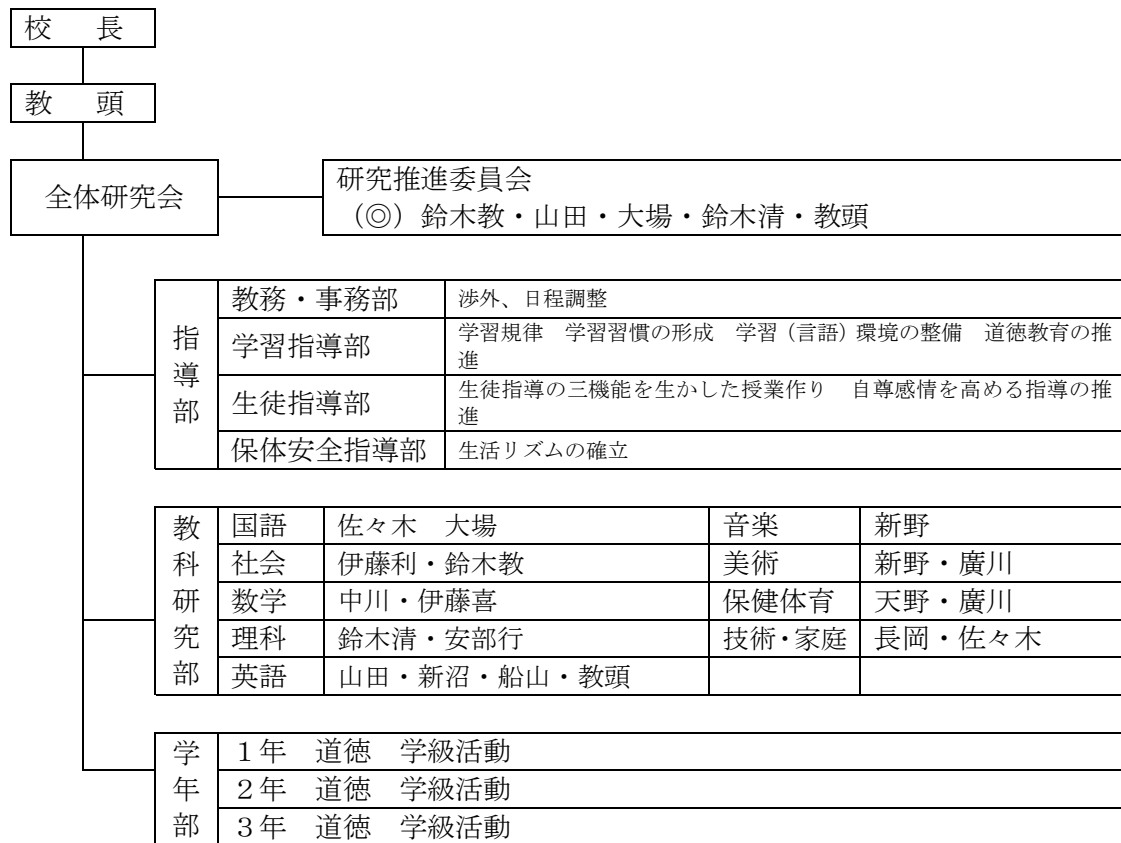 校　長
教　頭
全体研究会
研究推進委員会
（◎）鈴木教・山田・大場・鈴木清・教頭
指導部
教務・事務部　渉外、日程調整
学習指導部　学習規律　学習習慣の形成　学習（言語）環境の整備　道徳教育の推
進
生徒指導部　生徒指導の三機能を生かした授業作り　自尊感情を高める指導の推
進
保体安全指導部　生活リズムの確立
教科研究部
国語　佐々木　大場　音楽　新野
社会　伊藤利・鈴木教　美術　新野・廣川
数学　中川・伊藤喜　保健体育　天野・廣川
理科　鈴木清・安部行　技術・家庭　長岡・佐々木
英語　山田・新沼・船山・教頭
学年部
１年　道徳　学級活動
２年　道徳　学級活動
３年　道徳　学級活動